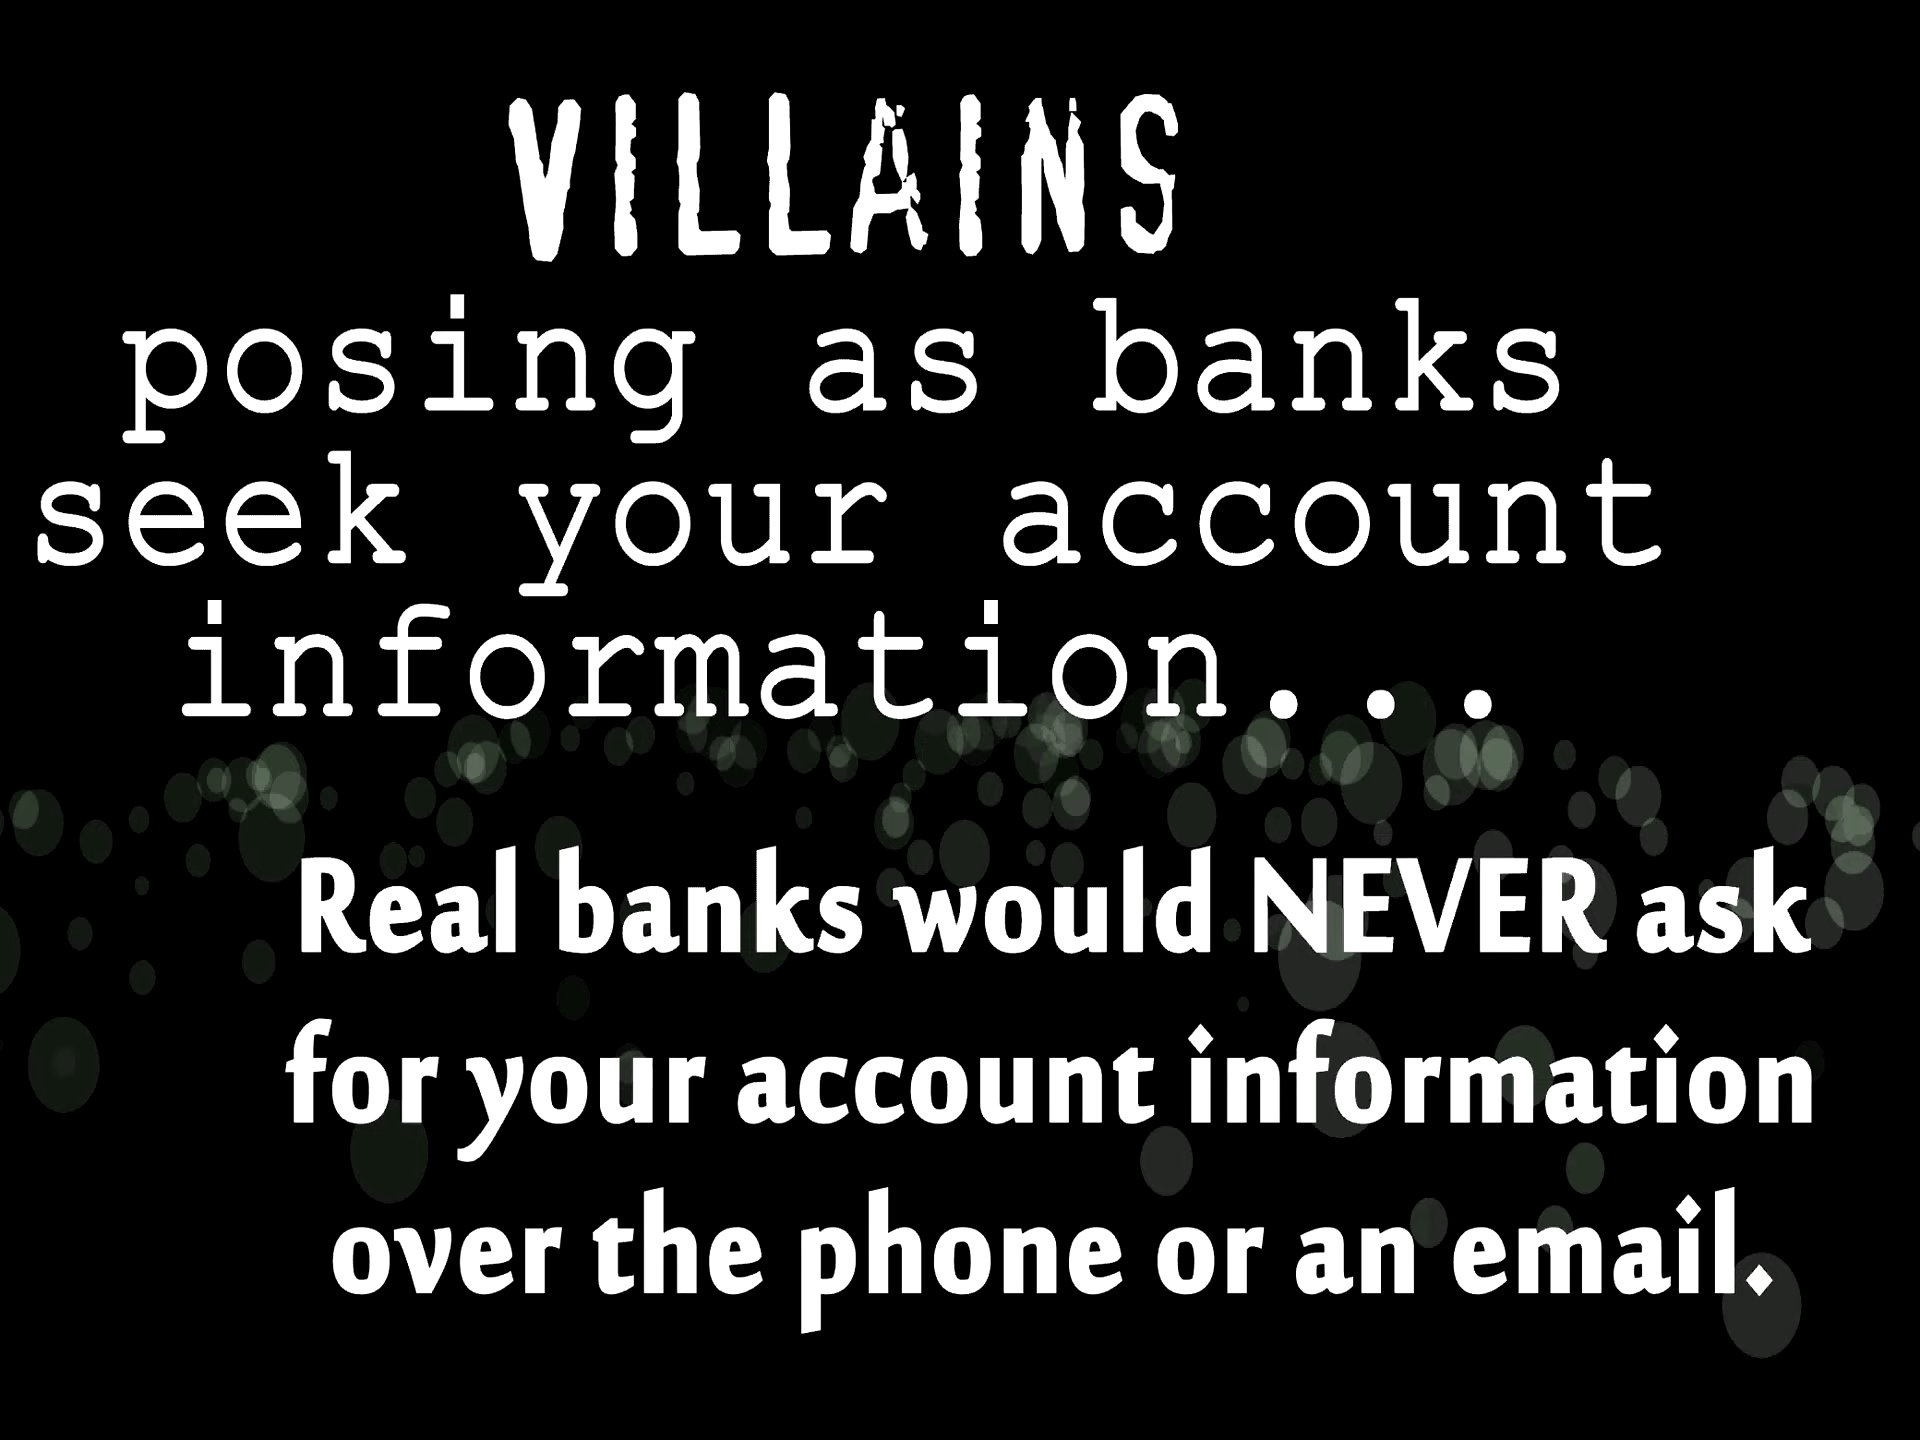 VILLAINS
posing as banks
seek your account
information...
Real banks would NEVER ask
for your account information
over the phone or an email.